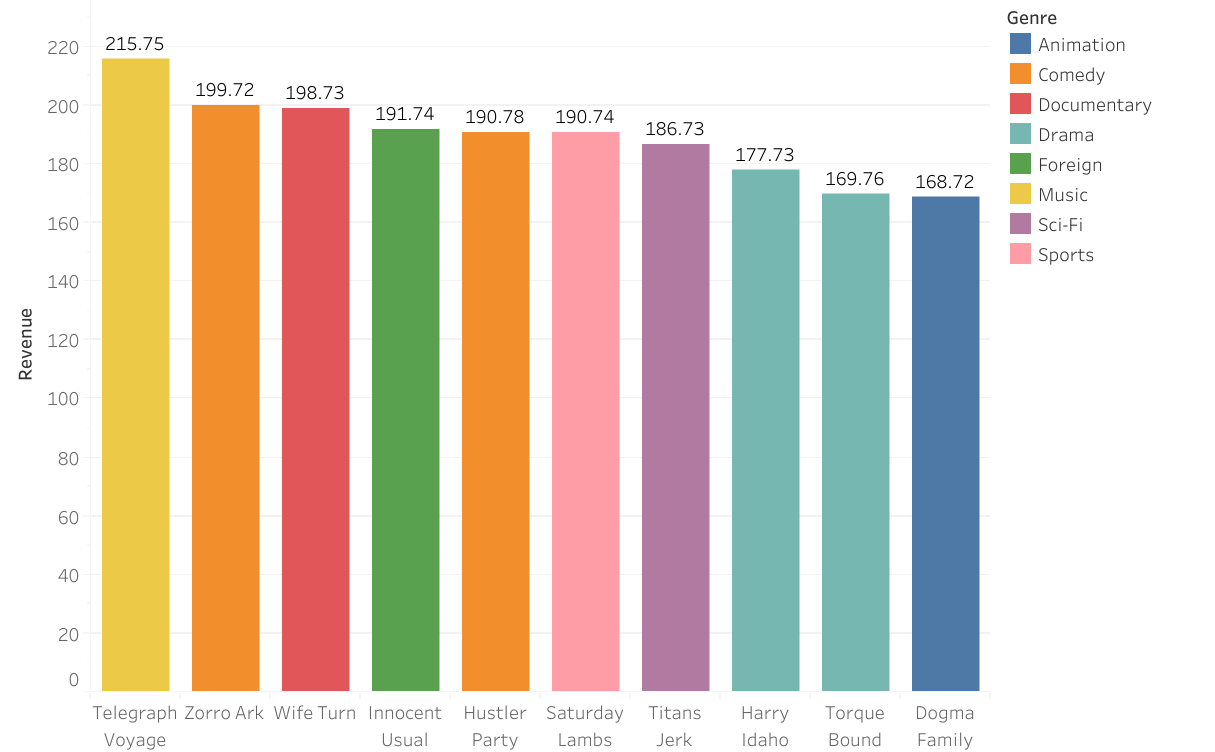 Genre
Animation
Comedy
Documentary
Drama
Foreign
Music
Sci-Fi
Sports
Revenue
220
200
180
160
140
120
100
80
60
40
20
0
215.75
199.72
198.73
191.74
190.78
190.74
186.73
177.73
169.76
168.72
Telegraph
Voyage
Zorro Ark
Wife Turn
Innocent
Usual
Hustler
Party
Saturday
Lambs
Titans
Jerk
Harry
Idaho
Torque
Bound
Dogma
Family